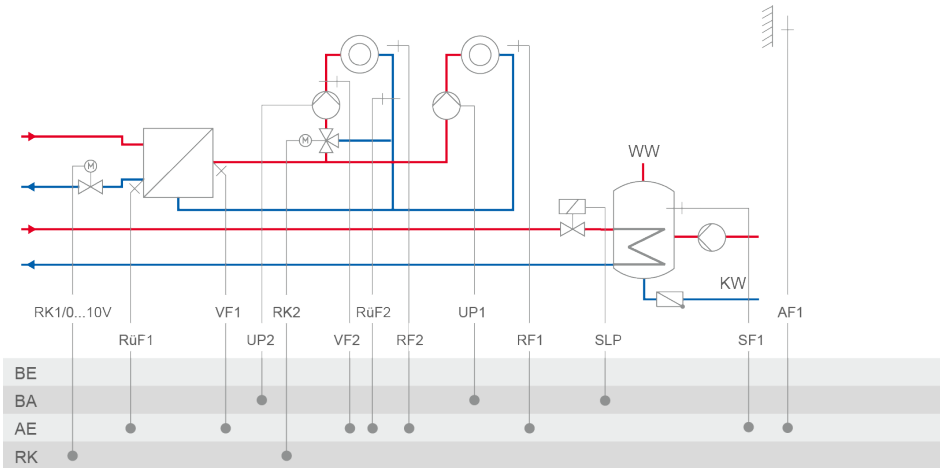 M
M
WW
KW
RK1/0...10V VF1 RK2 RüF2 UP1 AF1
RüF1 UP2 VF2 RF2 RF1 SLP SF1
BE
BA
AE
RK